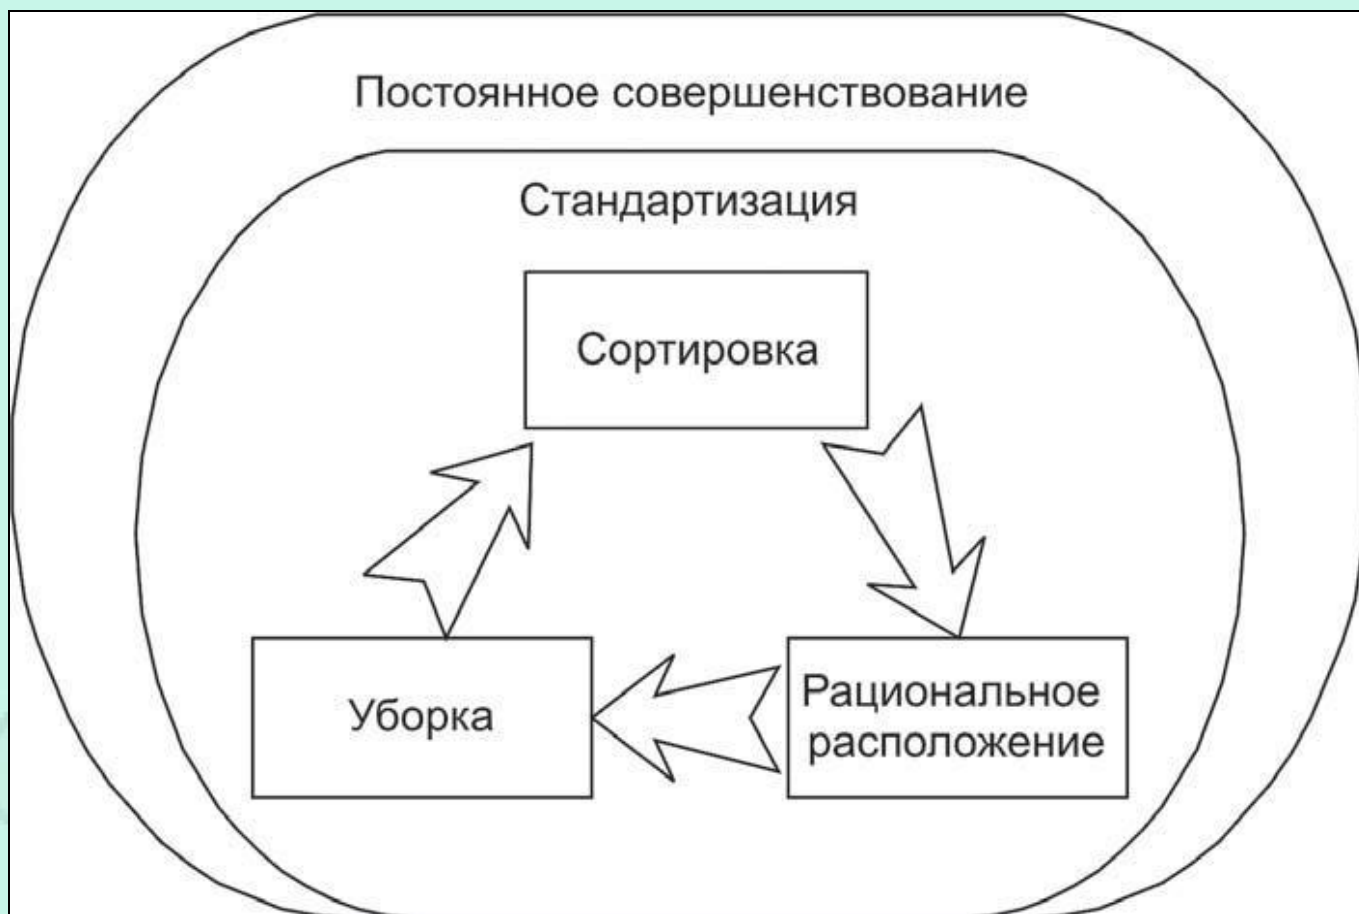 Постоянное совершенствование
Стандартизация
Сортировка
Уборка
Рациональное
расположение